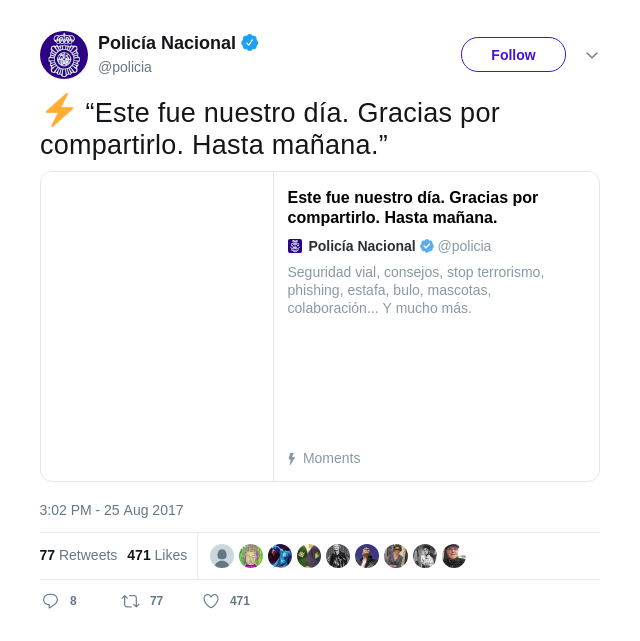 Policía Nacional
@policia
Follow
⚡ “Este fue nuestro día. Gracias por
compartirlo. Hasta mañana.”
Este fue nuestro día. Gracias por
compartirlo. Hasta mañana.
Policía Nacional @policia
Seguridad vial, consejos, stop terrorismo,
phishing, estafa, bulo, mascotas,
colaboración... Y mucho más.
Moments
3:02 PM - 25 Aug 2017
77 Retweets 471 Likes
8 77 471